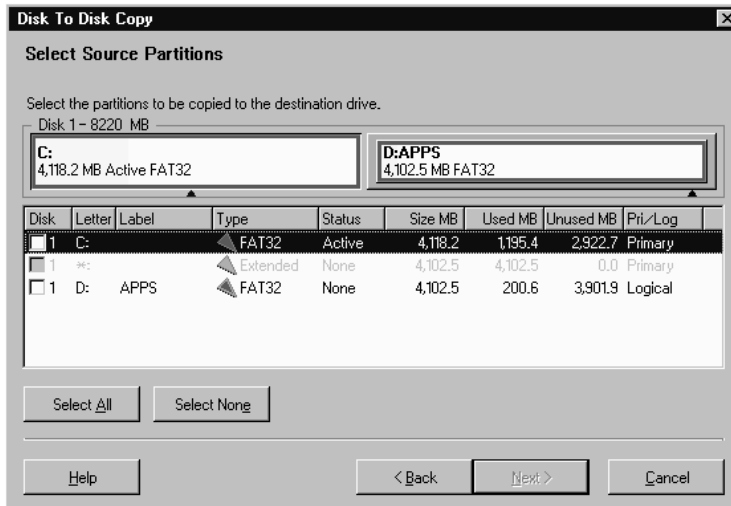 Disk To Disk Copy
Select Source Partitions
Select the partitions to be copied to the destination drive.
Disk 1 - 8220 MB
C: D:APPS
4,118.2 MB Active FAT32 4,102.5 MB FAT32
Disk Letter Label Type Status Size MB Used MB Unused MB Pri/Log
1 C: FAT32 Active 4,118.2 1,195.4 2,922.7 Primary
1 *: Extended None 4,102.5 4,102.5 0.0 Primary
1 D: APPS FAT32 None 4,102.5 200.6 3,901.9 Logical
Select All Select None
Help < Back Next > Cancel